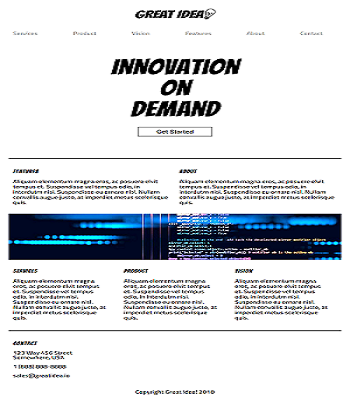 GREAT IDEA
Services Product Vision Features About Contact
INNOVATION
ON
DEMAND
Get Started
FEATURES
Aliquam elementum magna eros, ac posuere elvit
tempus et. Suspendisse vel tempus odio, in
interdum nisi. Suspendisse eu ornare nisl. Nullam
convallis augue justo, at imperdiet metus scelerisque
quis.
ABOUT
Aliquam elementum magna eros, ac posuere elvit
tempus et. Suspendisse vel tempus odio, in
interdum nisi. Suspendisse eu ornare nisl. Nullam
convallis augue justo, at imperdiet metus scelerisque
quis.
SERVICES
Aliquam elementum magna
eros, ac posuere elvit tempus
et. Suspendisse vel tempus
odio, in interdum nisi.
Suspendisse eu ornare nisl.
Nullam convallis augue justo,
at imperdiet metus scelerisque
quis.
PRODUCT
Aliquam elementum magna
eros, ac posuere elvit tempus
et. Suspendisse vel tempus
odio, in interdum nisi.
Suspendisse eu ornare nisl.
Nullam convallis augue justo,
at imperdiet metus scelerisque
quis.
VISION
Aliquam elementum magna
eros, ac posuere elvit tempus
et. Suspendisse vel tempus
odio, in interdum nisi.
Suspendisse eu ornare nisl.
Nullam convallis augue justo,
at imperdiet metus scelerisque
quis.
CONTACT
123 Way 456 Street
Somewhere, USA
1 (888) 888-8888
sales@greatidea.io
Copyright Great Idea! 2018